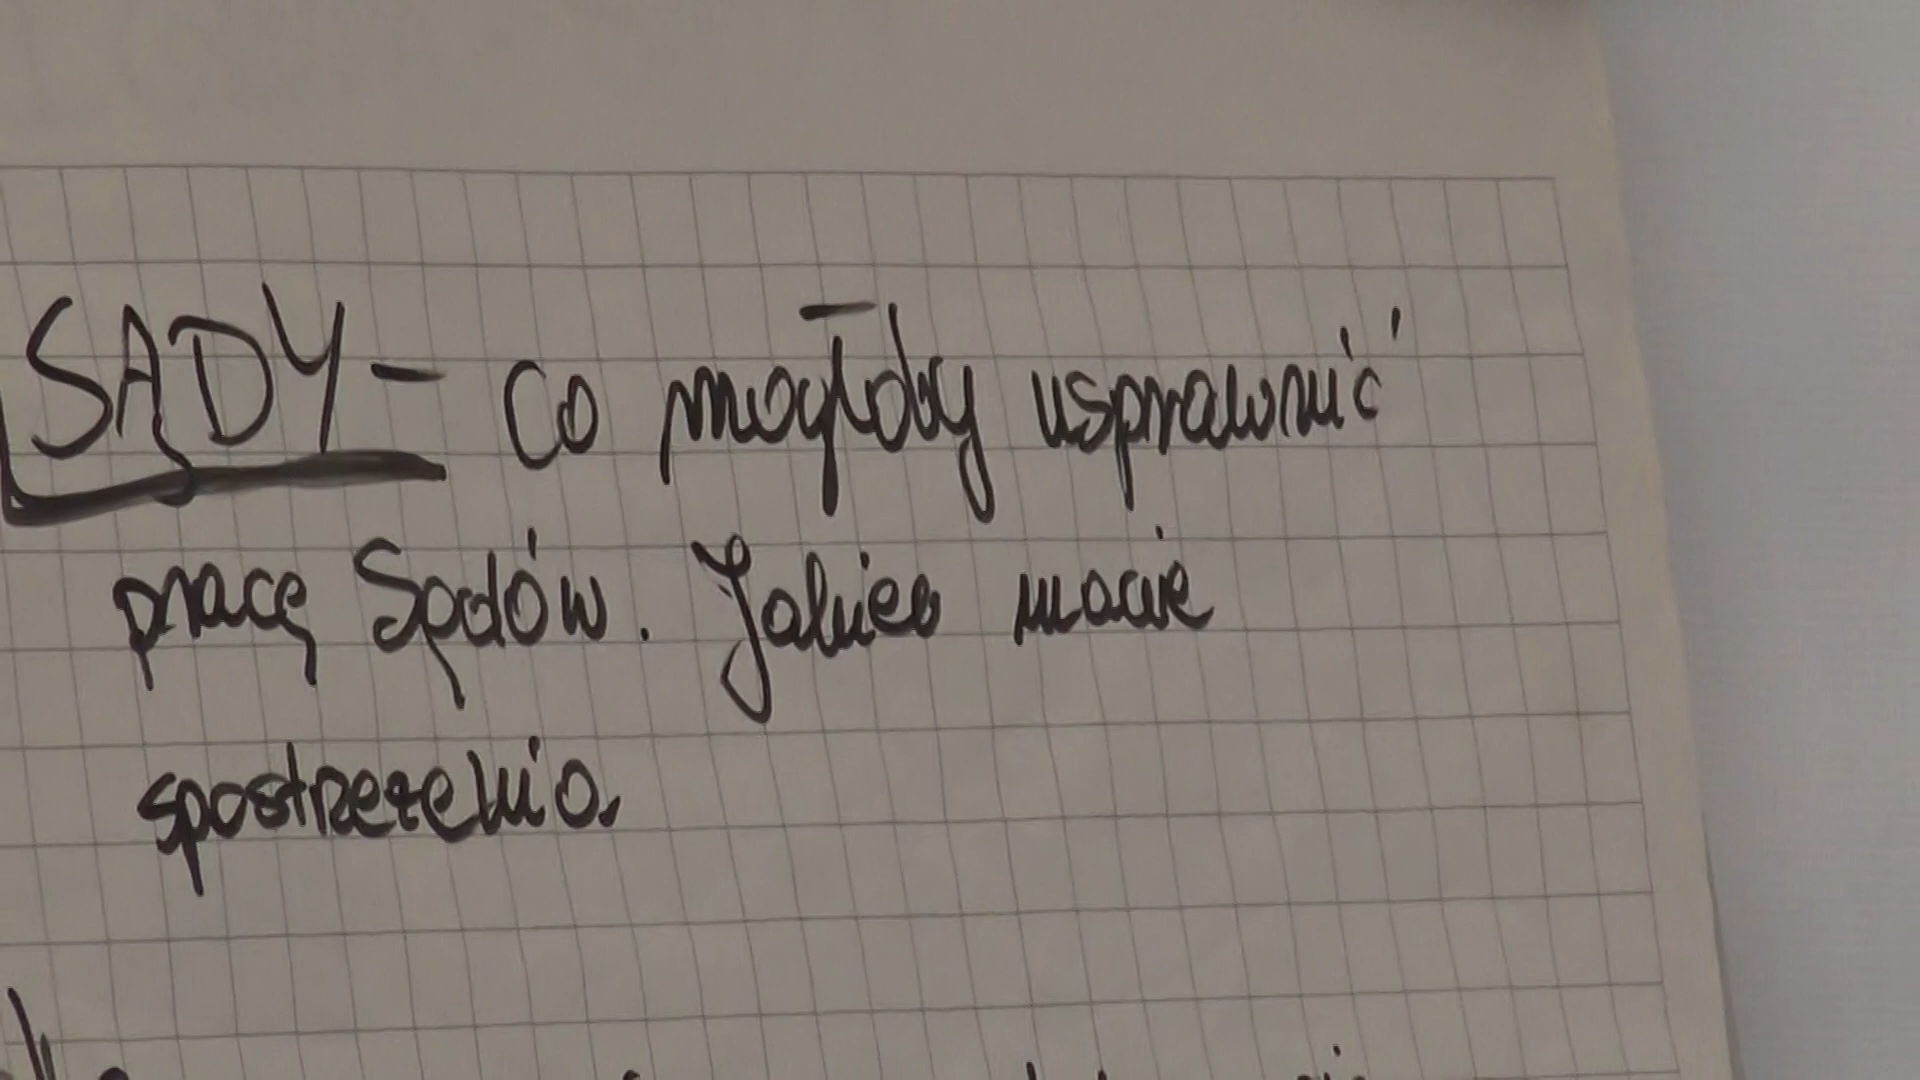 SĄDY - Co mogłoby usprawnić
pracę Sądów. Jakieś macie
spostrzeżenia.